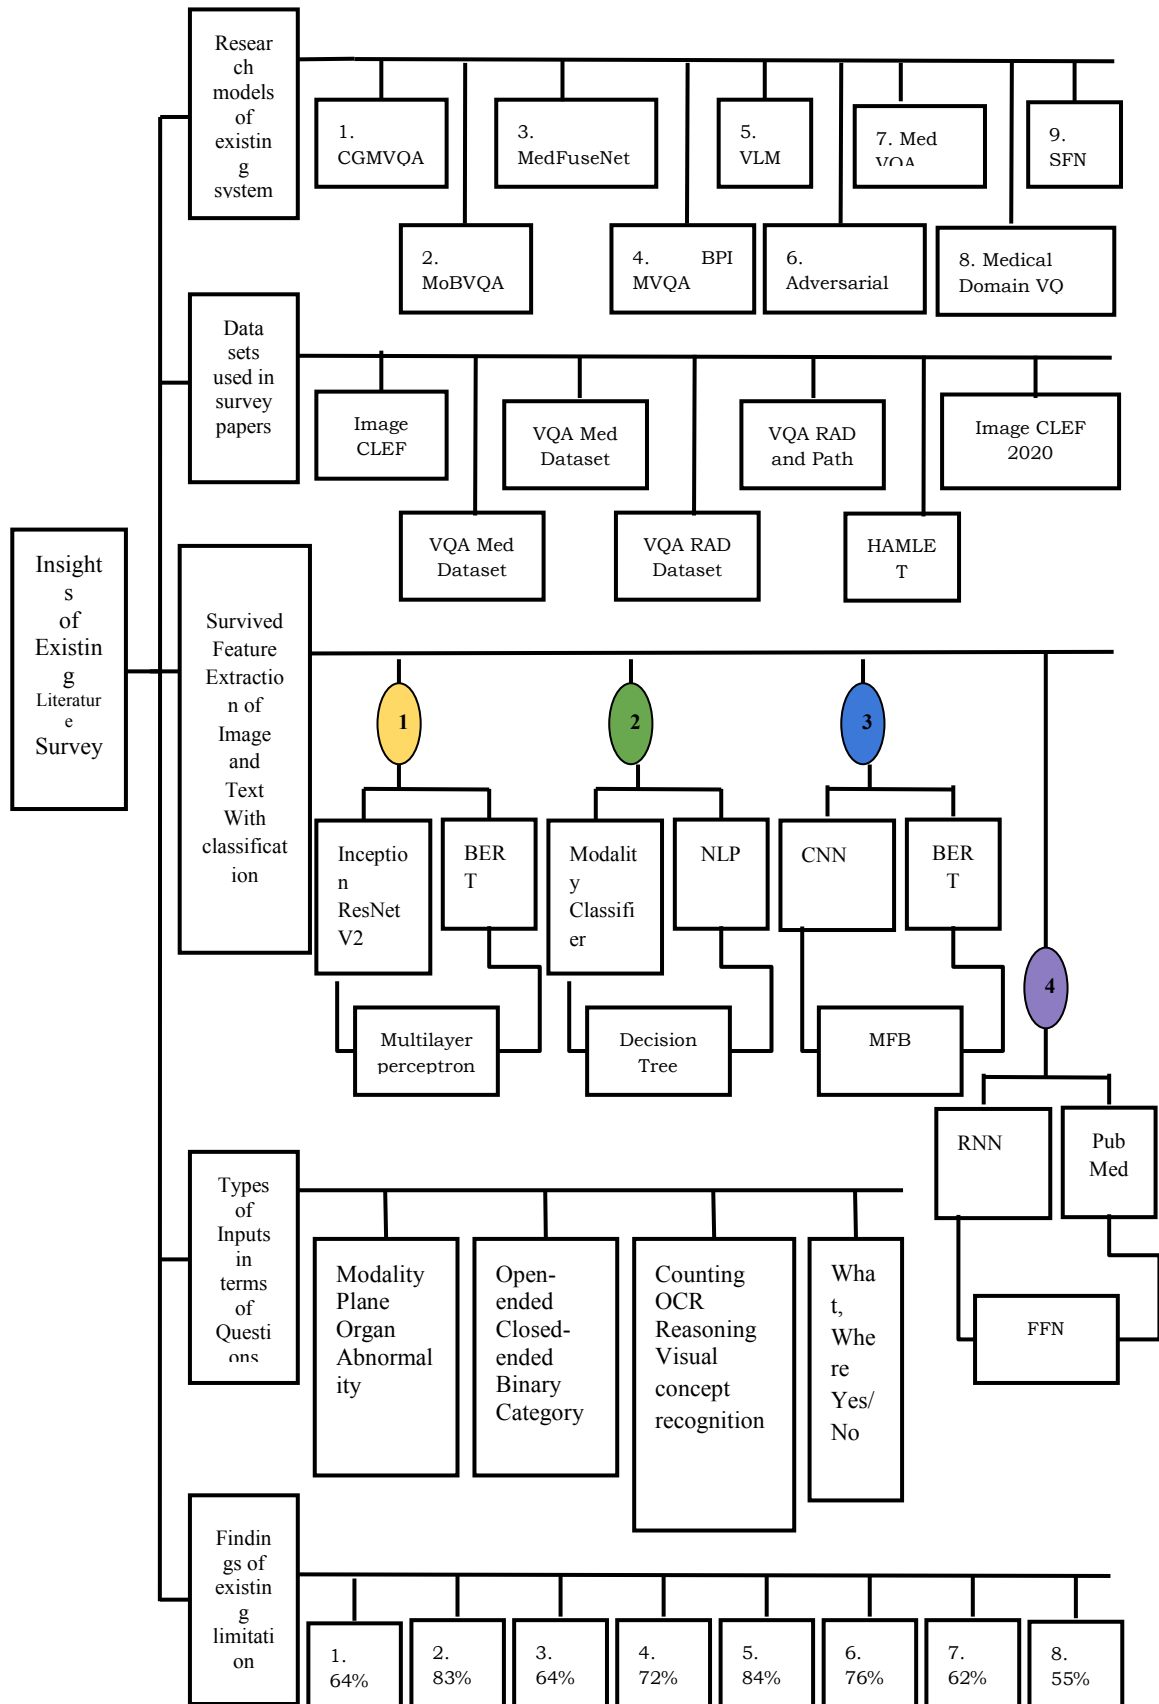 Resear
ch
models
of
existin
g
system
1.
CGMVQA
3.
MedFuseNet
5.
VLM
7. Med
VQA
9.
SFN
2.
MoBVQA
4. BPI
MVQA
6.
Adversarial
8. Medical
Domain VQ
Data
sets
used in
survey
papers
Image
CLEF
VQA Med
Dataset
VQA RAD
and Path
Image CLEF
2020
VQA Med
Dataset
VQA RAD
Dataset
HAMLE
T
Insight
s
of
Existin
g
Literatur
e
Survey
Survived
Feature
Extractio
n of
Image
and
Text
With
classificat
ion
1
2
3
4
Inceptio
n
ResNet
V2
BER
T
Modalit
y
Classifi
er
NLP
CNN
BER
T
Multilayer
perceptron
Decision
Tree
MFB
RNN
Pub
Med
FFN
Types
of
Inputs
in
terms
of
Questi
ons
Modality
Plane
Organ
Abnormal
ity
Open-
ended
Closed-
ended
Binary
Category
Counting
OCR
Reasoning
Visual
concept
recognition
Wha
t,
Whe
re
Yes/
No
Findin
gs of
existin
g
limitati
on
1.
64%
2.
83%
3.
64%
4.
72%
5.
84%
6.
76%
7.
62%
8.
55%